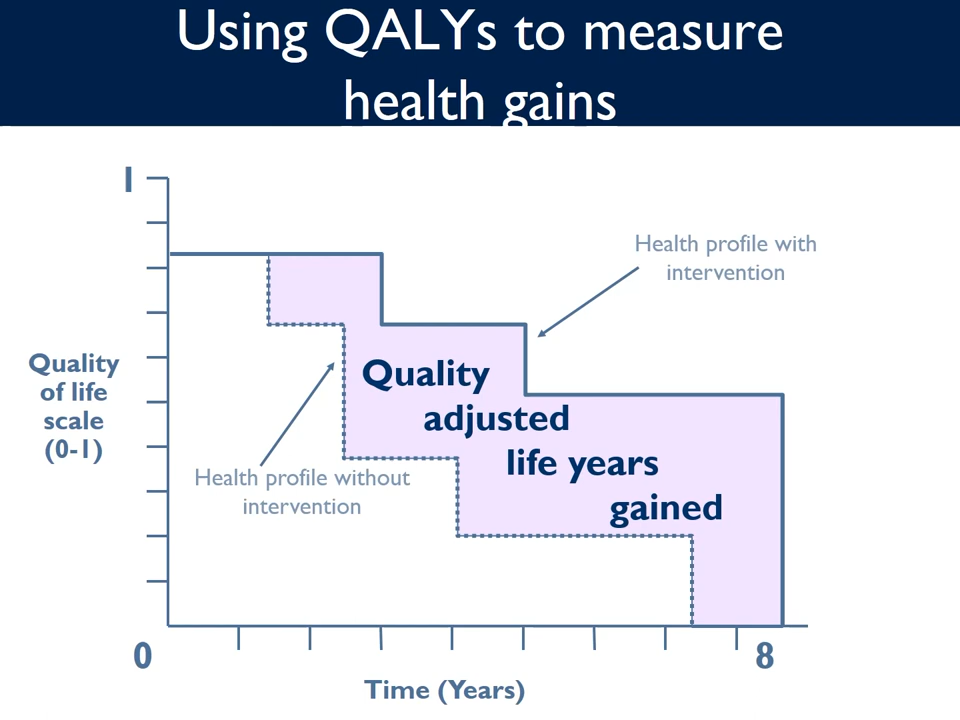 Using QALYs to measure
health gains
1
Health profile with
intervention
Quality
of life
scale
(0-1)
Quality
adjusted
life years
gained
Health profile without
intervention
0
8
Time (Years)